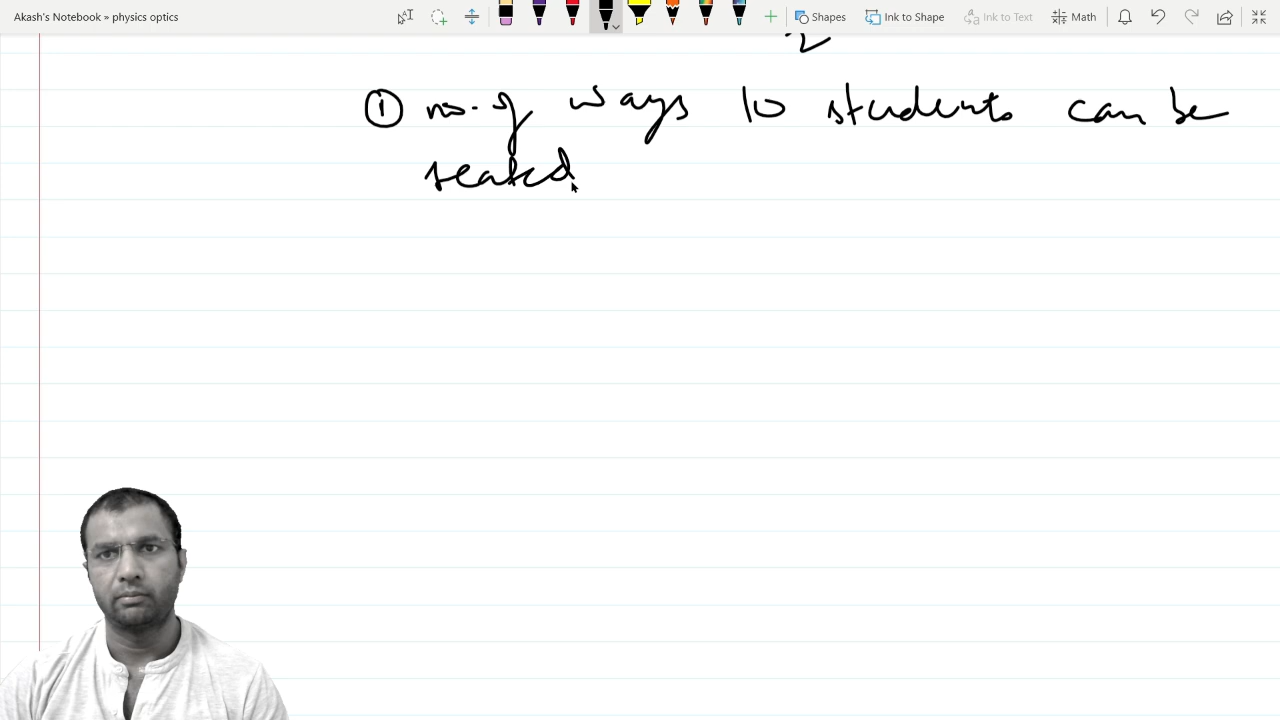 Akash's Notebook » physics optics
Shapes
Ink to Shape
Ink to Text
Math
① no. of ways 10 students can be
seated